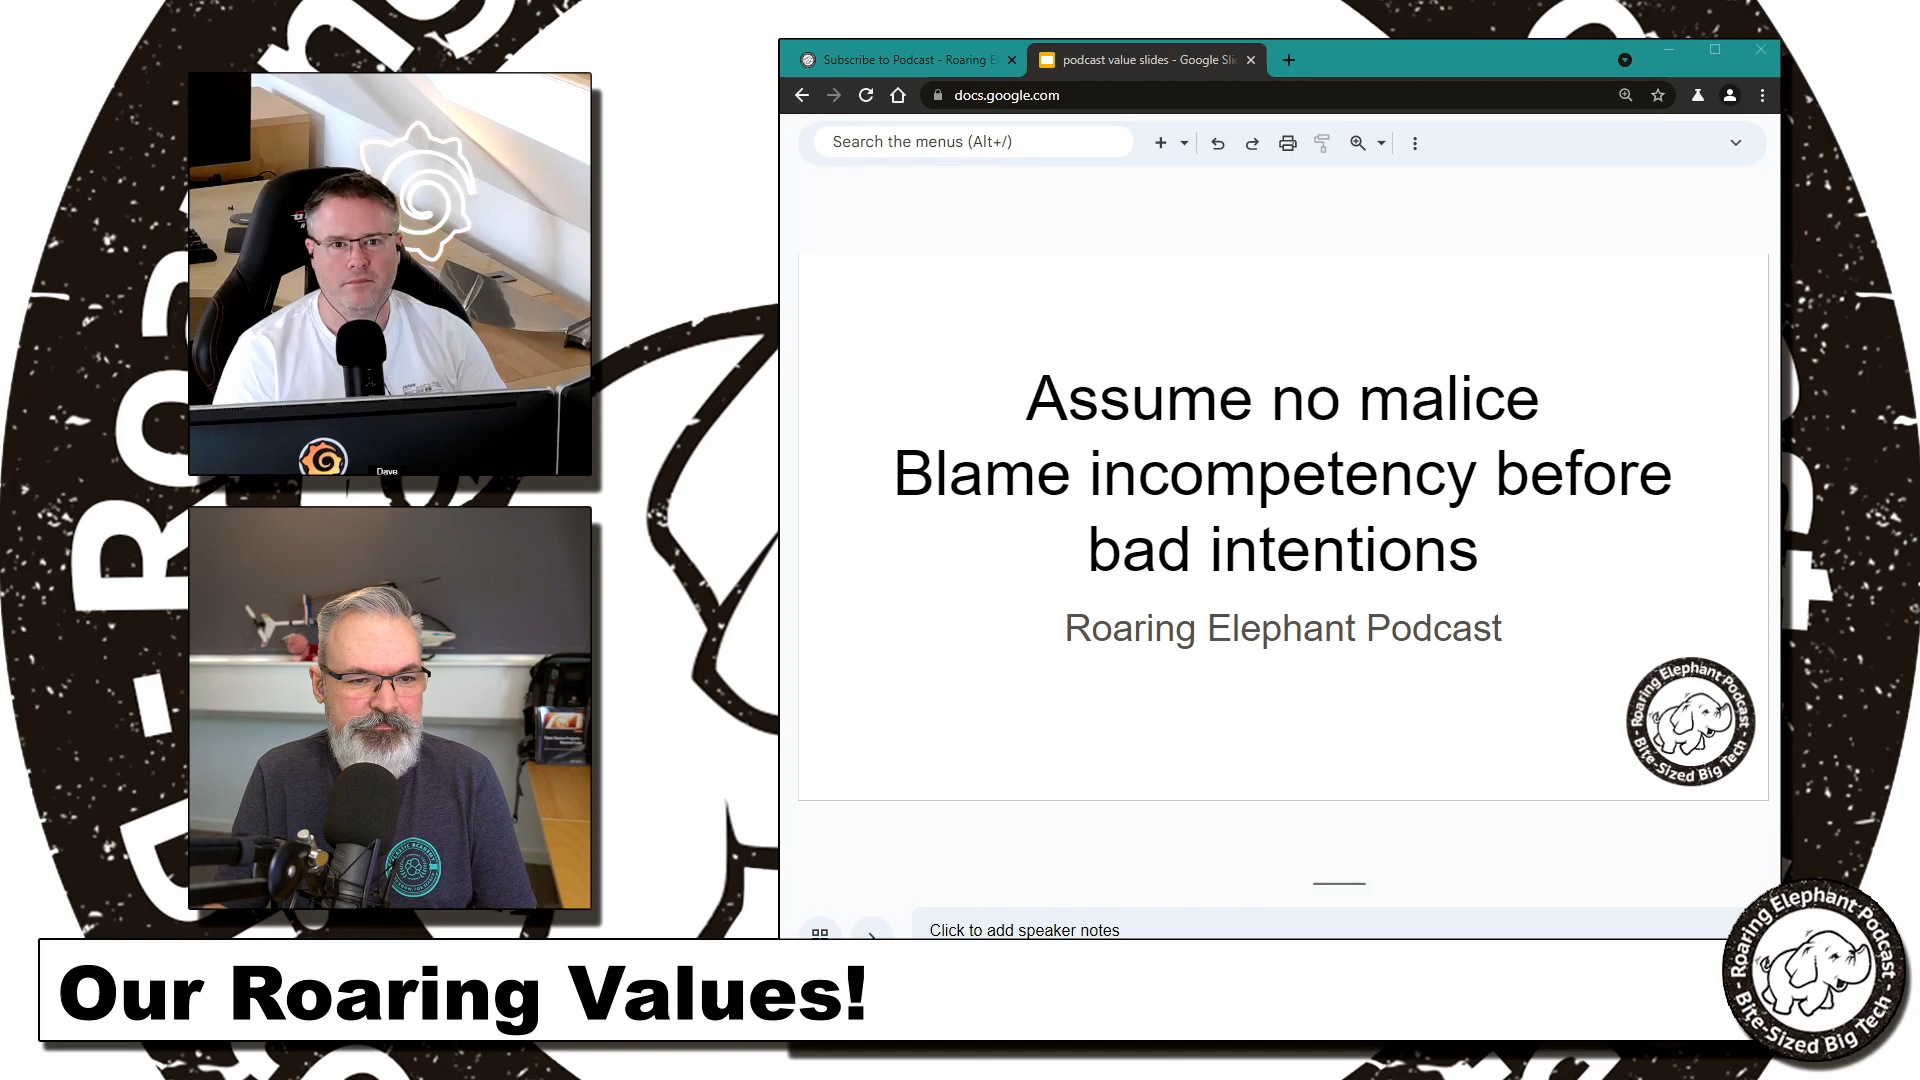 Subscribe to Podcast - Roaring E
podcast value slides - Google Sli
docs.google.com
Search the menus (Alt+/)
Assume no malice
Blame incompetency before
bad intentions
Roaring Elephant Podcast
Roaring Elephant Podcast
- Bite-Sized Big Tech -
Click to add speaker notes
Dave
Our Roaring Values!
Roaring Elephant Podcast
- Bite-Sized Big Tech -